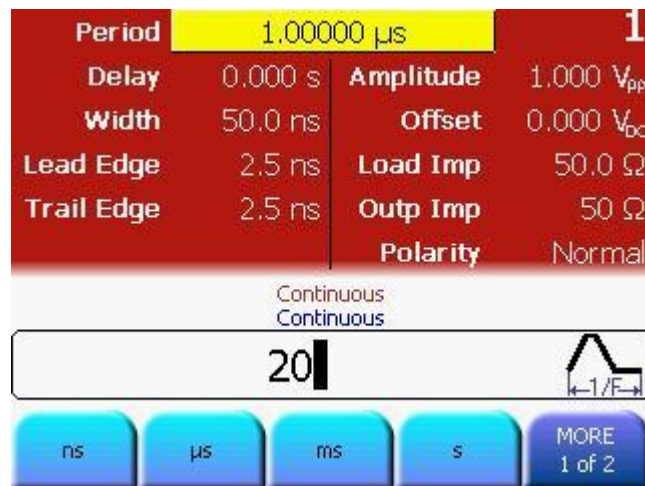 Period 1.00000 µs 1
Delay 0.000 s Amplitude 1.000 Vpp
Width 50.0 ns Offset 0.000 VDC
Lead Edge 2.5 ns Load Imp 50.0 Ω
Trail Edge 2.5 ns Outp Imp 50 Ω
Polarity Normal
Continuous
Continuous
20
1/F
ns µs ms s MORE
1 of 2